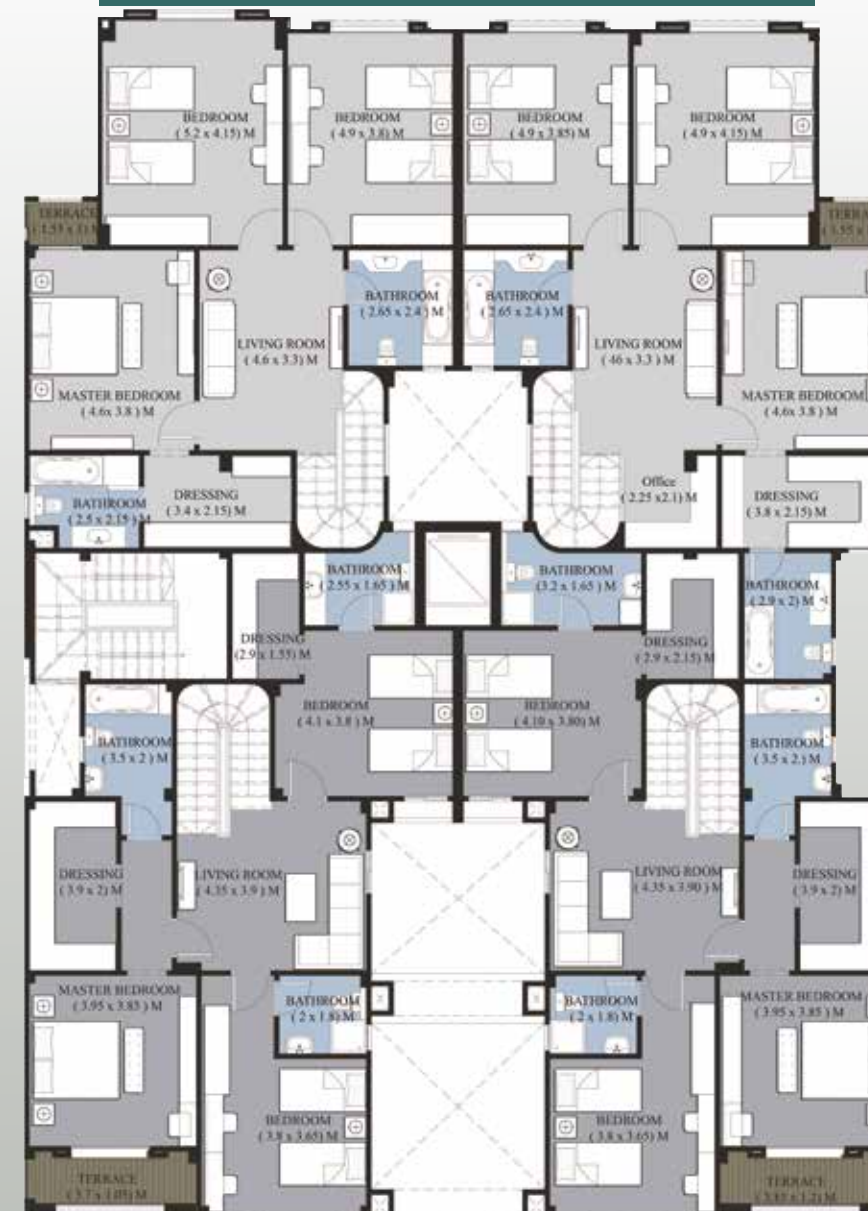 BEDROOM
( 5.2 x 4.15) M
BEDROOM
( 4.9 x 3.8) M
BEDROOM
( 4.9 x 3.85) M
BEDROOM
( 4.9 x 4.15) M
TERRACE
( 1.55 x 1)
BATHROOM
( 2.65 x 2.4 ) M
BATHROOM
( 2.65 x 2.4 ) M
LIVING ROOM
( 4.6 x 3.3) M
LIVING ROOM
( 46 x 3.3 ) M
MASTER BEDROOM
( 4.6x 3.8 ) M
MASTER BEDROOM
( 4.6x 3.8 ) M
BATHROOM
( 2.5 x 2.15 ) M
DRESSING
( 3.4 x 2.15) M
Office
( 2.25 x2.1) M
DRESSING
( 3.8 x 2.15) M
BATHROOM
( 2.55 x 1.65 ) M
BATHROOM
(3.2 x 1.65 ) M
BATHROOM
( 2.9 x 2) M
DRESSING
(2.9 x 1.55) M
DRESSING
( 2.9 x 2.15) M
BEDROOM
( 4.1 x 3.8 ) M
BEDROOM
( 4.10 x 3.80) M
BATHROOM
( 3.5 x 2 ) M
BATHROOM
( 3.5 x 2.) M
DRESSING
( 3.9 x 2) M
LIVING ROOM
( 4.35 x 3.9 ) M
LIVING ROOM
( 4.35 x 3.90 ) M
DRESSING
( 3.9 x 2) M
MASTER BEDROOM
( 3.95 x 3.85 ) M
BATHROOM
( 2 x 1.8) M
BATHROOM
( 2 x 1.8) M
MASTER BEDROOM
( 3.95 x 3.85 ) M
BEDROOM
( 3.8 x 3.65) M
BEDROOM
( 3.8 x 3.65) M
TERRACE
( 3.7 x 1.05) M
TERRACE